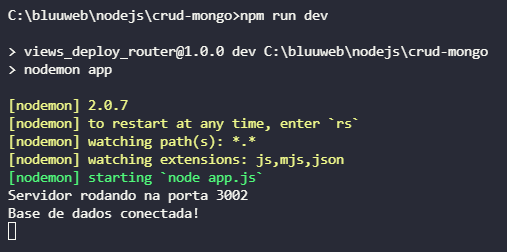 C:\bluuweb\nodejs\crud-mongo>npm run dev
> views_deploy_router@1.0.0 dev C:\bluuweb\nodejs\crud-mongo
> nodemon app
[nodemon] 2.0.7
[nodemon] to restart at any time, enter `rs`
[nodemon] watching path(s): *.*
[nodemon] watching extensions: js,mjs,json
[nodemon] starting `node app.js`
Servidor rodando na porta 3002
Base de dados conectada!